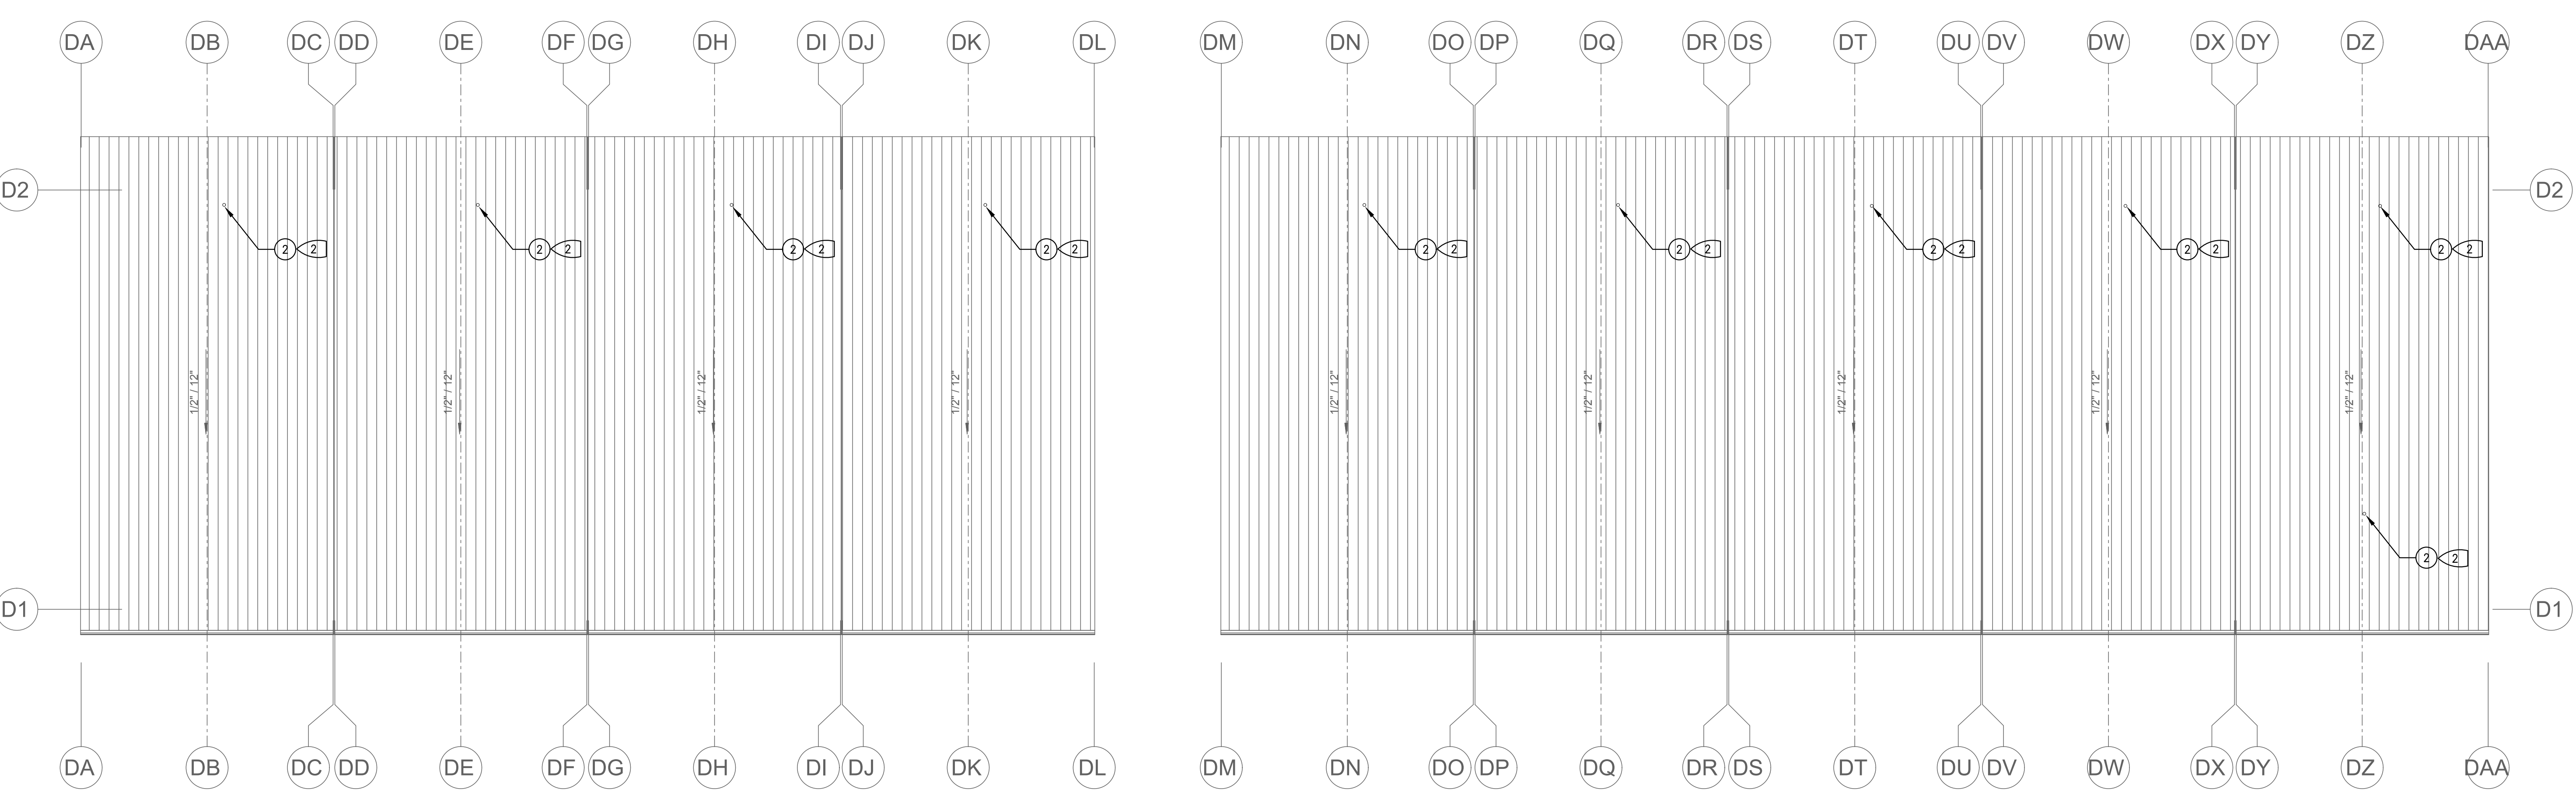 DA DB DC DD DE DF DG DH DI DJ DK DL DM DN DO DP DQ DR DS DT DU DV DW DX DY DZ DAA
D2 D2
2 2 2 2 2 2 2 2 2 2 2 2 2 2 2 2 2 2
1/2" / 12" 1/2" / 12" 1/2" / 12" 1/2" / 12" 1/2" / 12" 1/2" / 12" 1/2" / 12" 1/2" / 12" 1/2" / 12"
2 2
D1 D1
DA DB DC DD DE DF DG DH DI DJ DK DL DM DN DO DP DQ DR DS DT DU DV DW DX DY DZ DAA